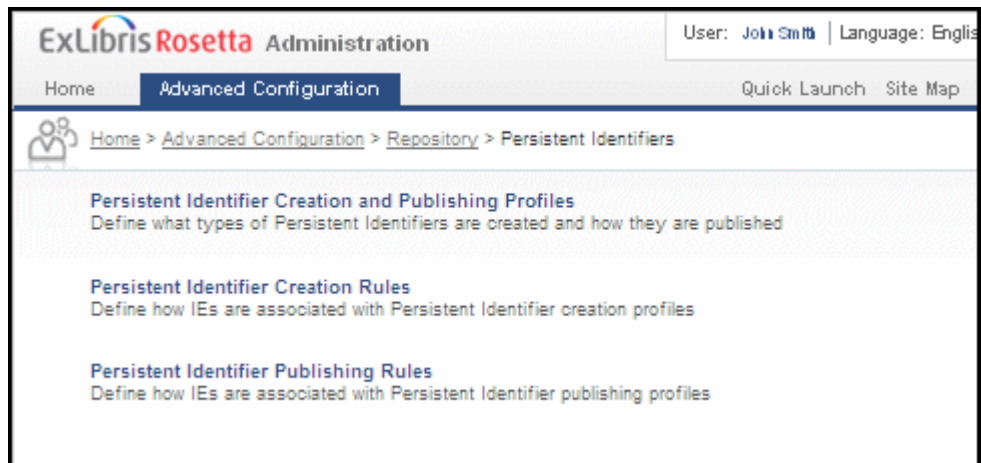 ExLibris Rosetta Administration
User: John Smith | Language: Englis
Home Advanced Configuration Quick Launch Site Map
Home > Advanced Configuration > Repository > Persistent Identifiers
Persistent Identifier Creation and Publishing Profiles
Define what types of Persistent Identifiers are created and how they are published
Persistent Identifier Creation Rules
Define how IEs are associated with Persistent Identifier creation profiles
Persistent Identifier Publishing Rules
Define how IEs are associated with Persistent Identifier publishing profiles